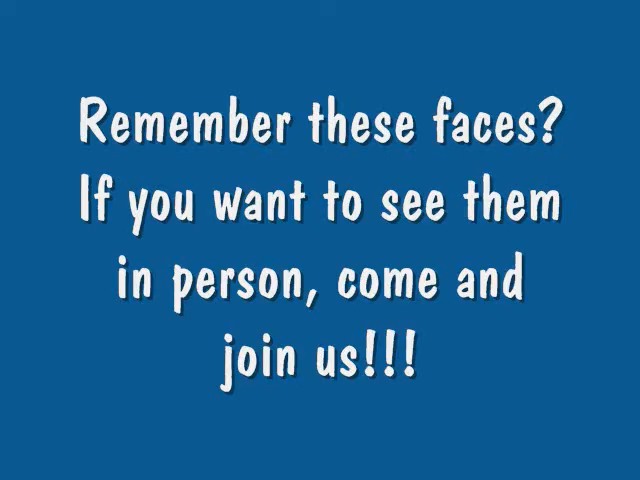 Remember these faces?
If you want to see them
in person, come and
join us!!!